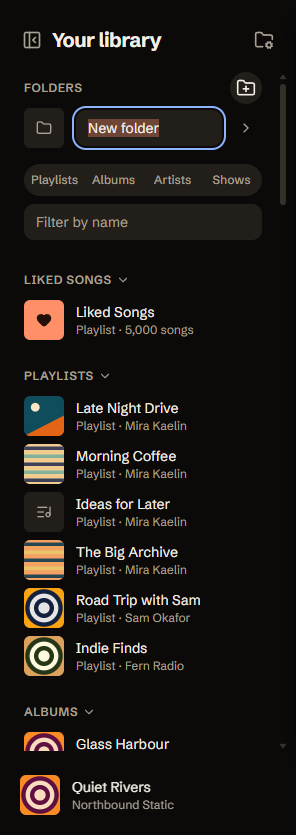 Your library
FOLDERS
New folder
Playlists Albums Artists Shows
Filter by name
LIKED SONGS
Liked Songs
Playlist · 5,000 songs
PLAYLISTS
Late Night Drive
Playlist · Mira Kaelin
Morning Coffee
Playlist · Mira Kaelin
Ideas for Later
Playlist · Mira Kaelin
The Big Archive
Playlist · Mira Kaelin
Road Trip with Sam
Playlist · Sam Okafor
Indie Finds
Playlist · Fern Radio
ALBUMS
Glass Harbour
Quiet Rivers
Northbound Static